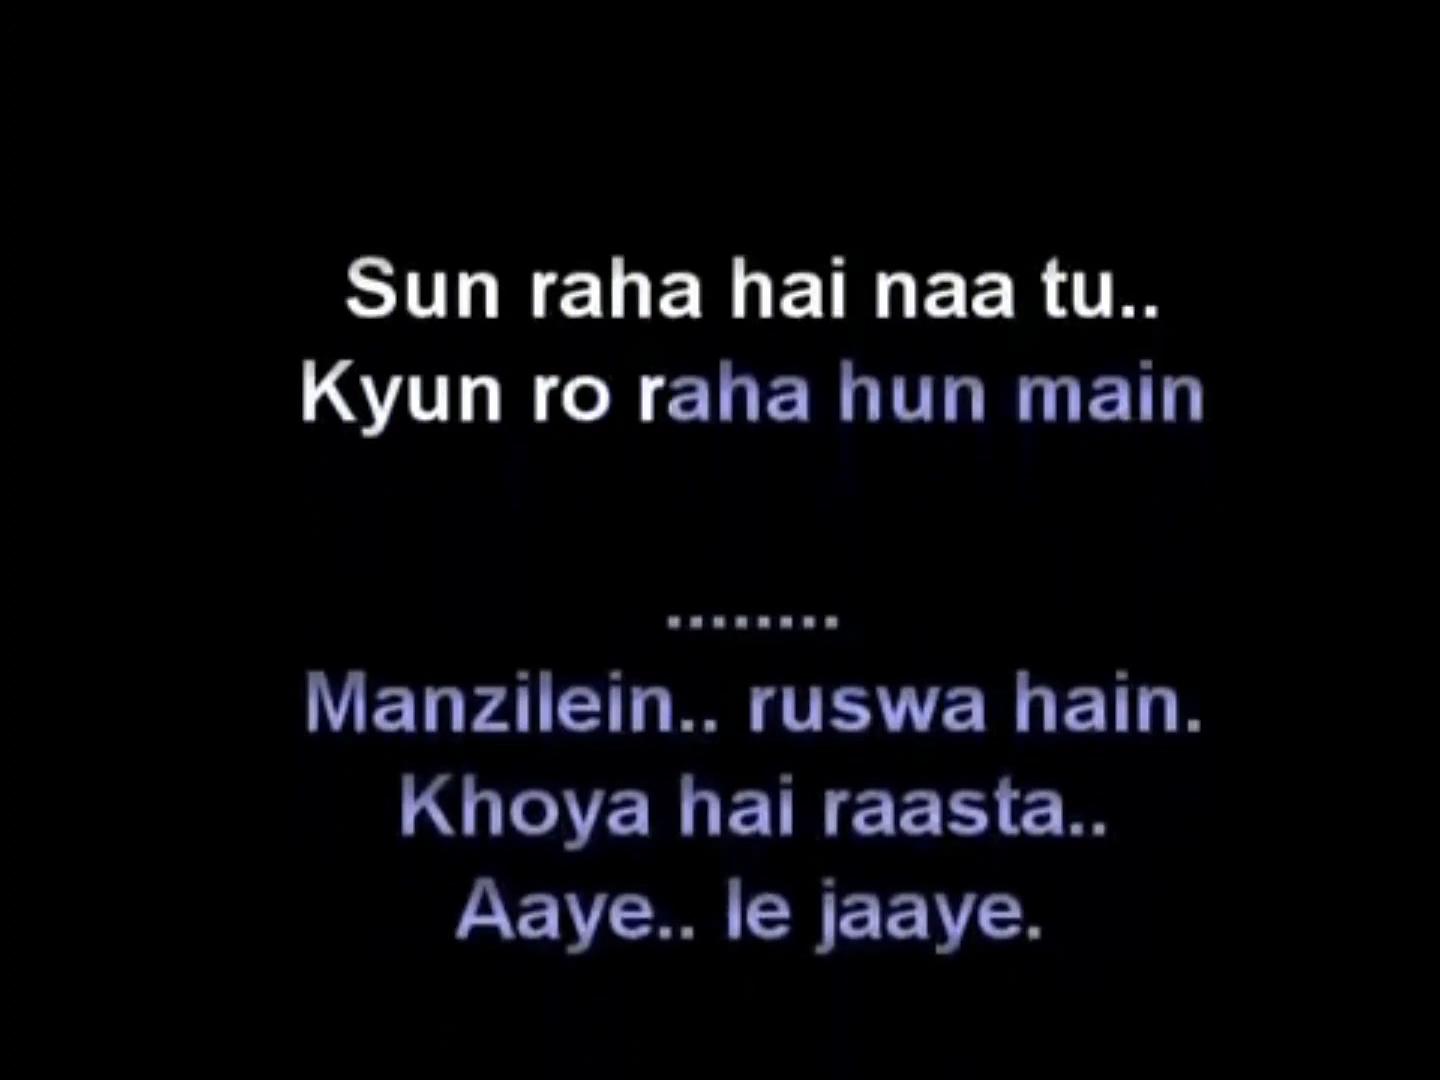 Sun raha hai naa tu..
Kyun ro raha hun main
........
Manzilein.. ruswa hain.
Khoya hai raasta..
Aaye.. le jaaye.